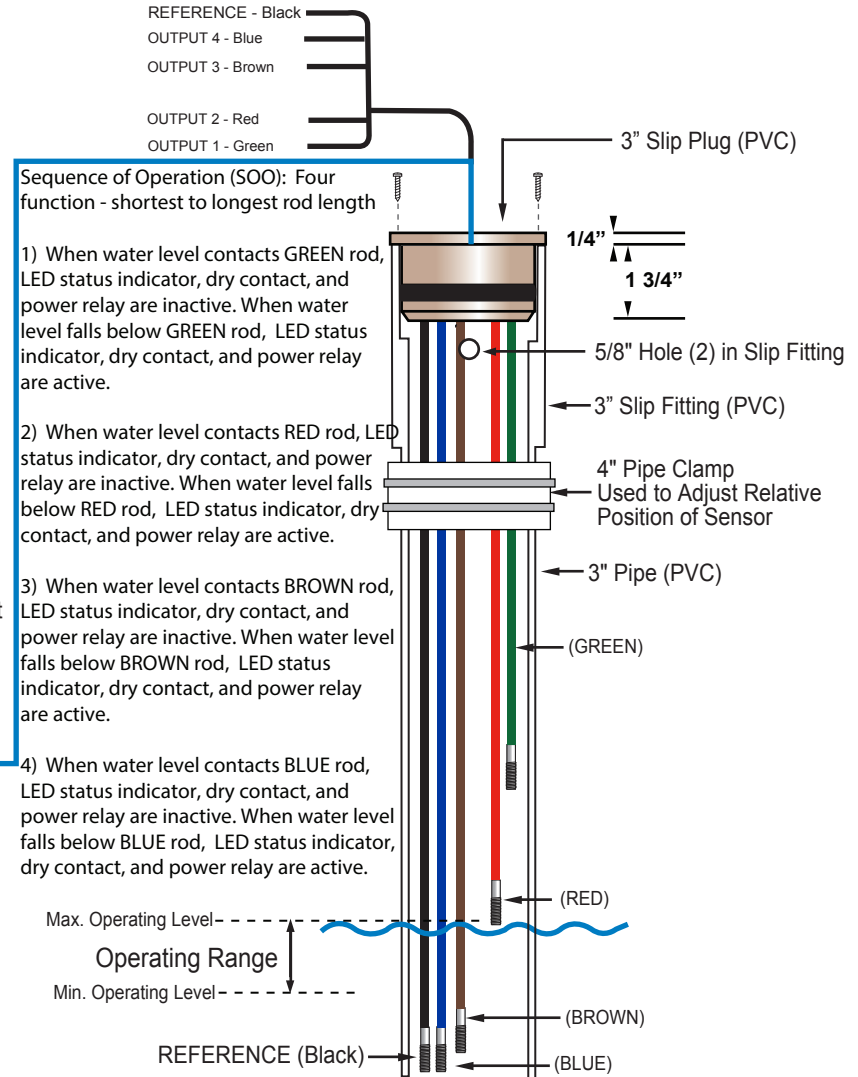 REFERENCE - Black
OUTPUT 4 - Blue
OUTPUT 3 - Brown
OUTPUT 2 - Red
OUTPUT 1 - Green
Sequence of Operation (SOO):  Four
function - shortest to longest rod length
1)  When water level contacts GREEN rod,
LED status indicator, dry contact, and
power relay are inactive. When water
level falls below GREEN rod,  LED status
indicator, dry contact, and power relay
are active.
2)  When water level contacts RED rod, LED
status indicator, dry contact, and power
relay are inactive. When water level falls
below RED rod,  LED status indicator, dry
contact, and power relay are active.
3)  When water level contacts BROWN rod,
LED status indicator, dry contact, and
power relay are inactive. When water level
falls below BROWN rod,  LED status
indicator, dry contact, and power relay
are active.
4)  When water level contacts BLUE rod,
LED status indicator, dry contact, and
power relay are inactive. When water level
falls below BLUE rod,  LED status indicator,
dry contact, and power relay are active.
t
3” Slip Plug (PVC)
1/4”
1 3/4”
5/8" Hole (2) in Slip Fitting
3” Slip Fitting (PVC)
4" Pipe Clamp
Used to Adjust Relative
Position of Sensor
3" Pipe (PVC)
(GREEN)
(RED)
Max. Operating Level
Operating Range
Min. Operating Level
(BROWN)
REFERENCE (Black)
(BLUE)